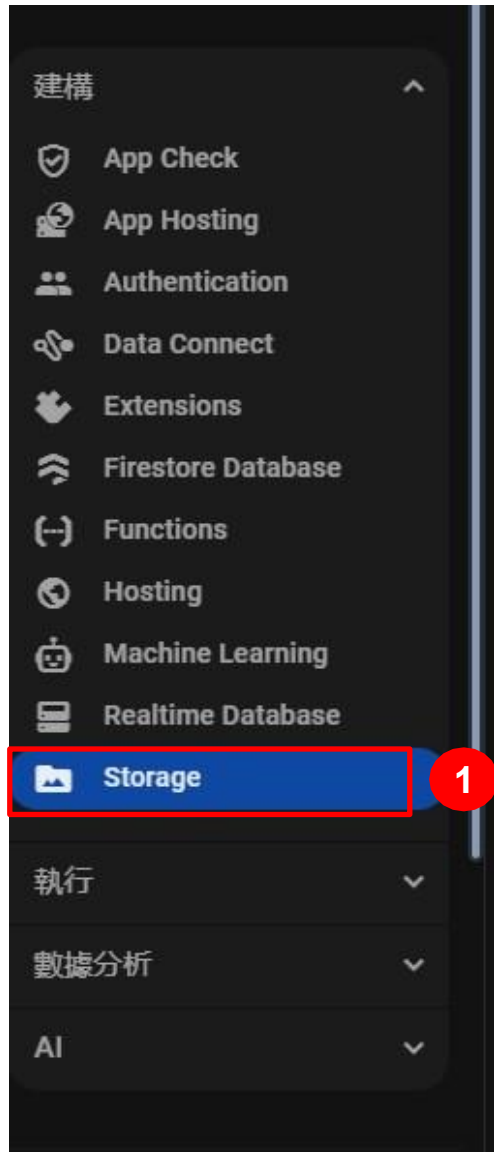 建構
App Check
App Hosting
Authentication
Data Connect
Extensions
Firestore Database
Functions
Hosting
Machine Learning
Realtime Database
Storage
1
執行
數據分析
AI